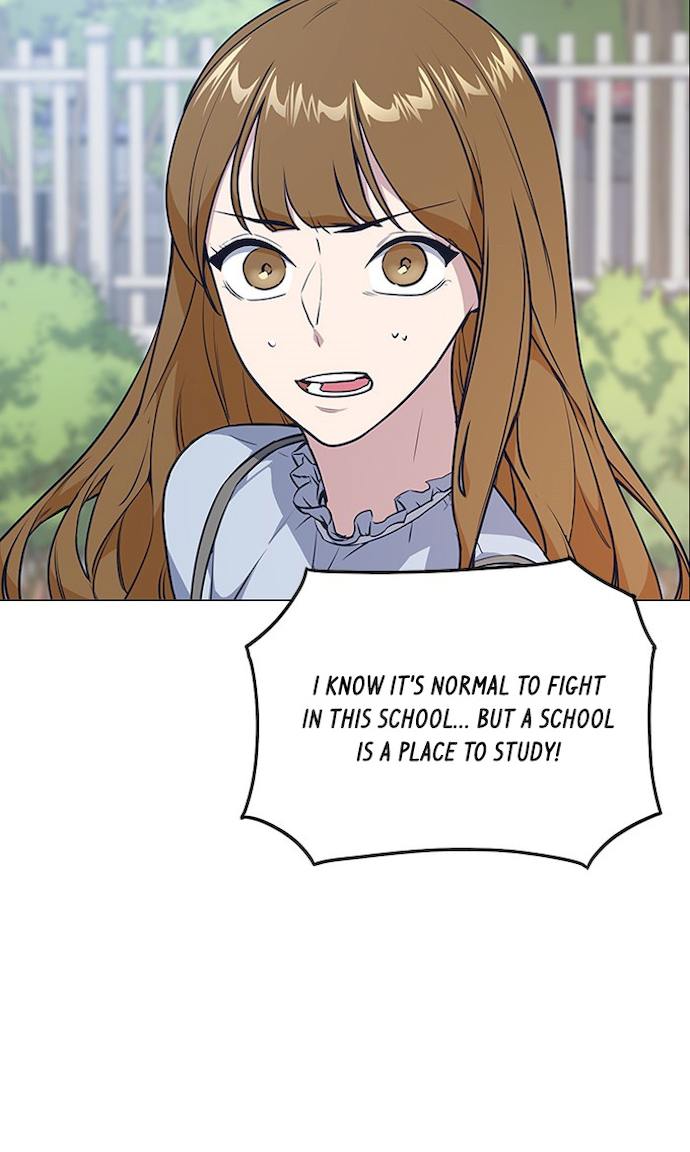 I KNOW IT'S NORMAL TO FIGHT
IN THIS SCHOOL... BUT A SCHOOL
IS A PLACE TO STUDY!